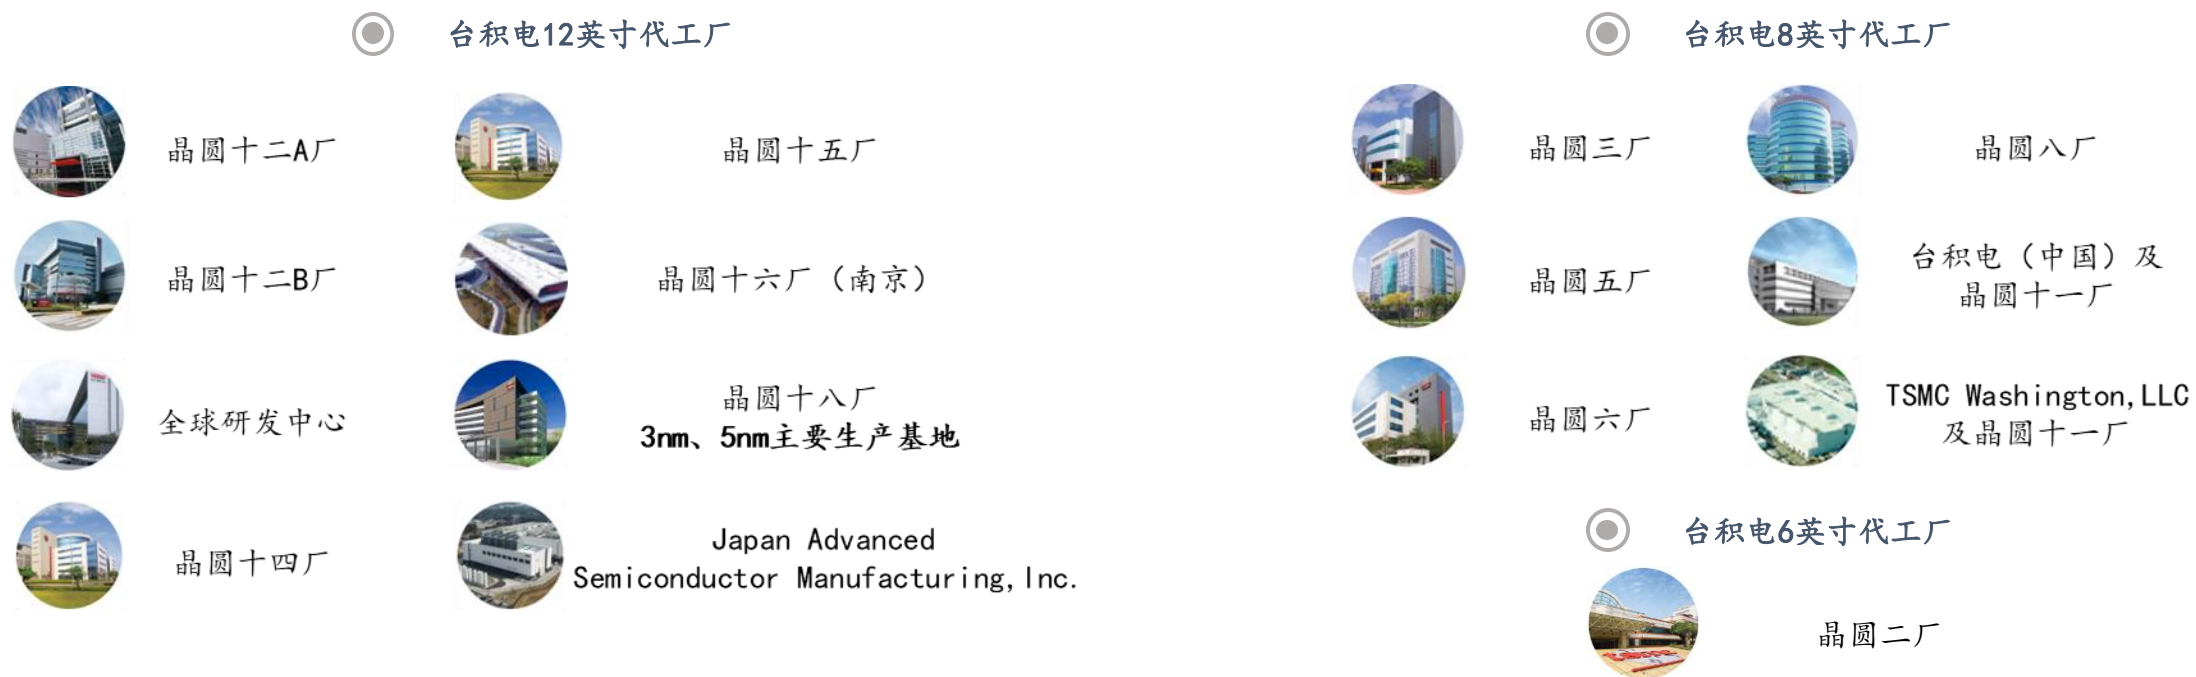 台积电12英寸代工厂
晶圆十二A厂
晶圆十五厂
晶圆十二B厂
晶圆十六厂（南京）
全球研发中心
晶圆十八厂
3nm、5nm主要生产基地
晶圆十四厂
Japan Advanced
Semiconductor Manufacturing,Inc.
台积电8英寸代工厂
晶圆三厂
晶圆八厂
晶圆五厂
台积电（中国）及
晶圆十一厂
晶圆六厂
TSMC Washington,LLC
及晶圆十一厂
台积电6英寸代工厂
晶圆二厂